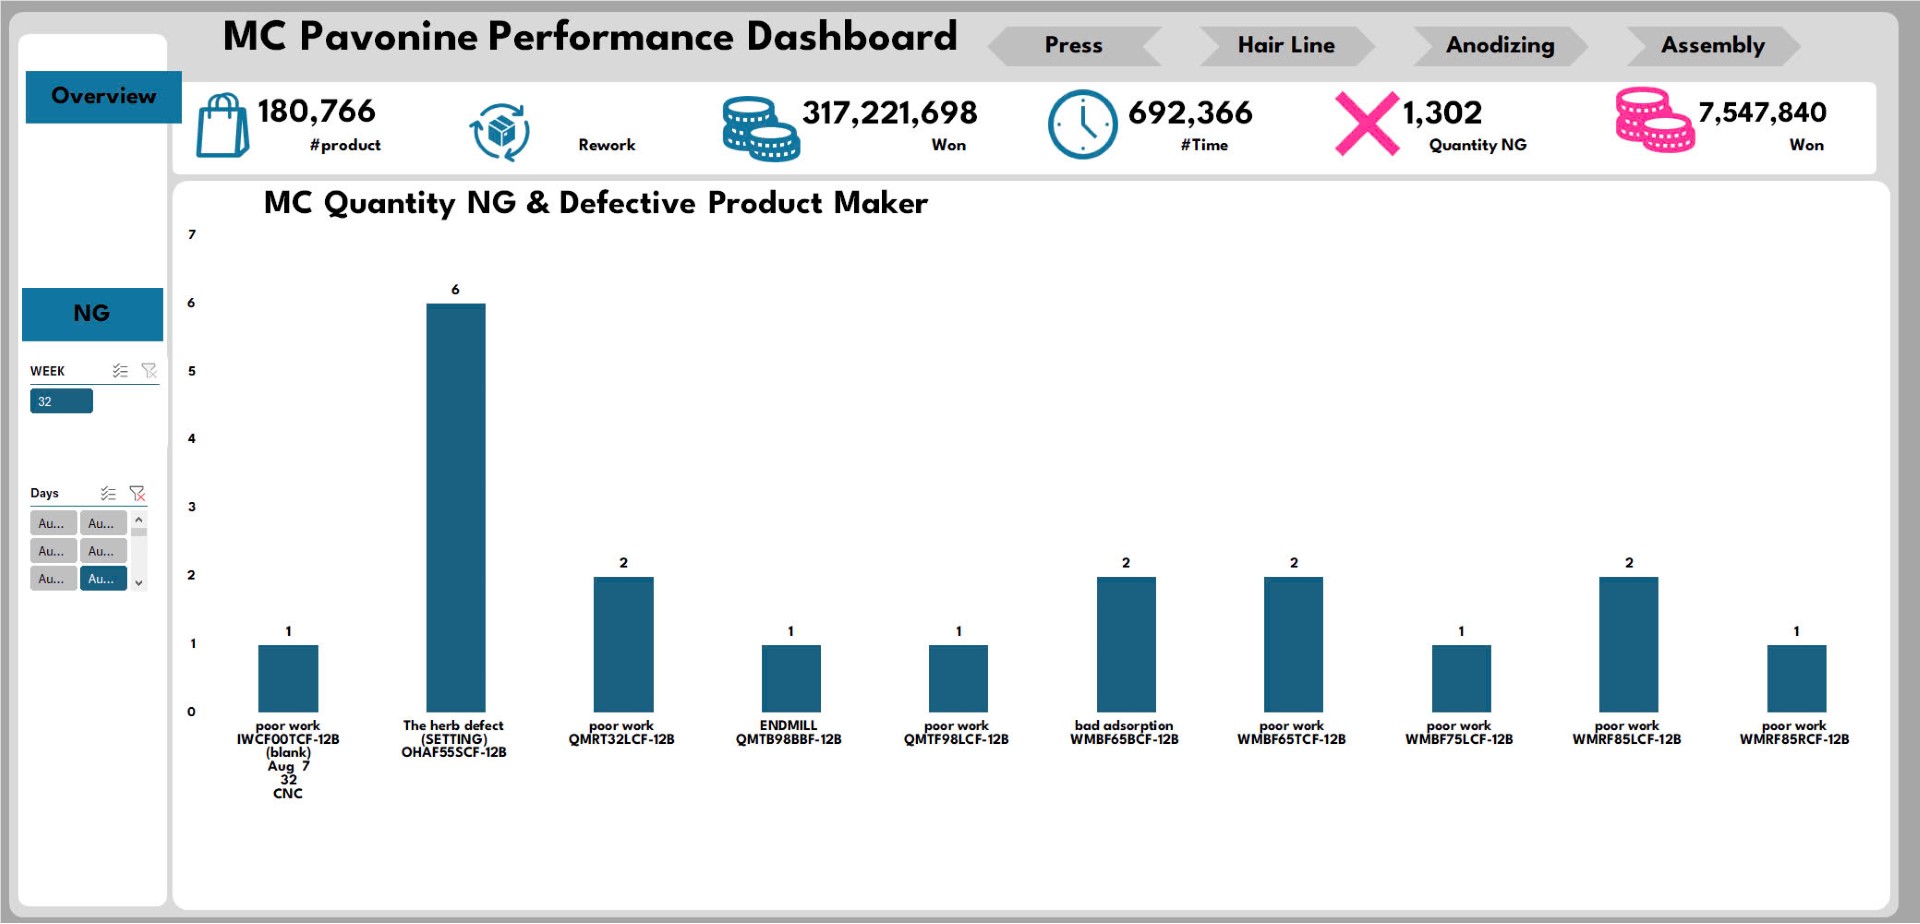 MC Pavonine Performance Dashboard
Press
Hair Line
Anodizing
Assembly
Overview
180,766
#product
Rework
317,221,698
Won
692,366
#Time
1,302
Quantity NG
7,547,840
Won
NG
WEEK
32
Days
Au...
Au...
Au...
Au...
Au...
Au...
MC Quantity NG & Defective Product Maker
7
6
5
4
3
2
1
0
1
6
2
1
1
2
2
1
2
1
poor work
IWCF00TCF-12B
(blank)
Aug 7
32
CNC
The herb defect
(SETTING)
OHAF55SCF-12B
poor work
QMRT32LCF-12B
ENDMILL
QMTB98BBF-12B
poor work
QMTF98LCF-12B
bad adsorption
WMBF65BCF-12B
poor work
WMBF65TCF-12B
poor work
WMBF75LCF-12B
poor work
WMRF85LCF-12B
poor work
WMRF85RCF-12B